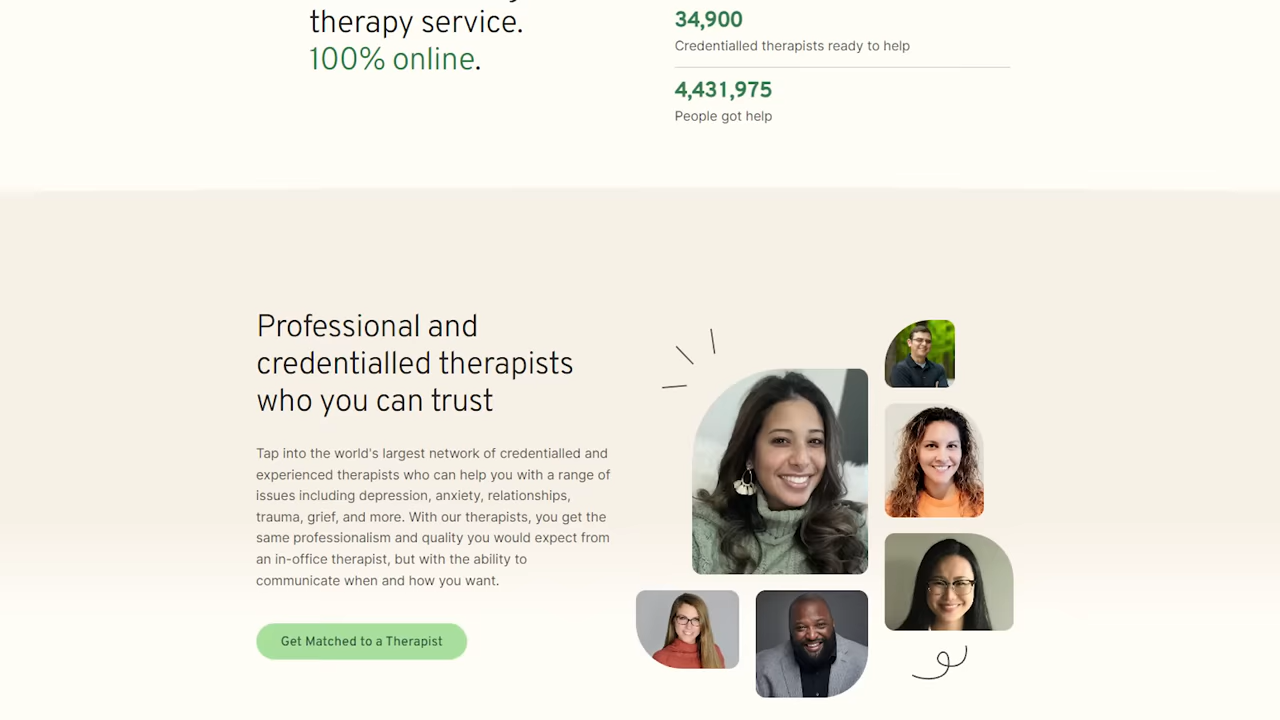 therapy service.
100% online.
34,900
Credentialled therapists ready to help
4,431,975
People got help
Professional and
credentialled therapists
who you can trust
Tap into the world's largest network of credentialled and
experienced therapists who can help you with a range of
issues including depression, anxiety, relationships,
trauma, grief, and more. With our therapists, you get the
same professionalism and quality you would expect from
an in-office therapist, but with the ability to
communicate when and how you want.
Get Matched to a Therapist